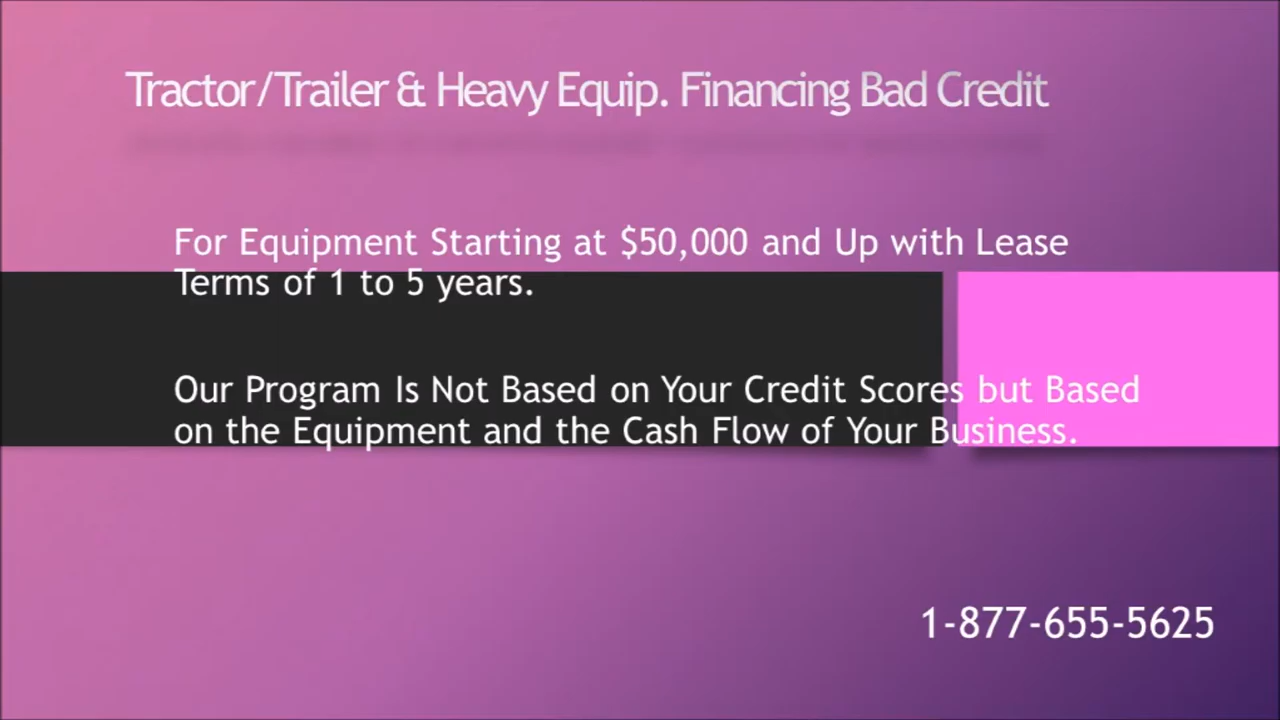 Tractor/Trailer & Heavy Equip. Financing Bad Credit
For Equipment Starting at $50,000 and Up with Lease
Terms of 1 to 5 years.
Our Program Is Not Based on Your Credit Scores but Based
on the Equipment and the Cash Flow of Your Business.
1-877-655-5625